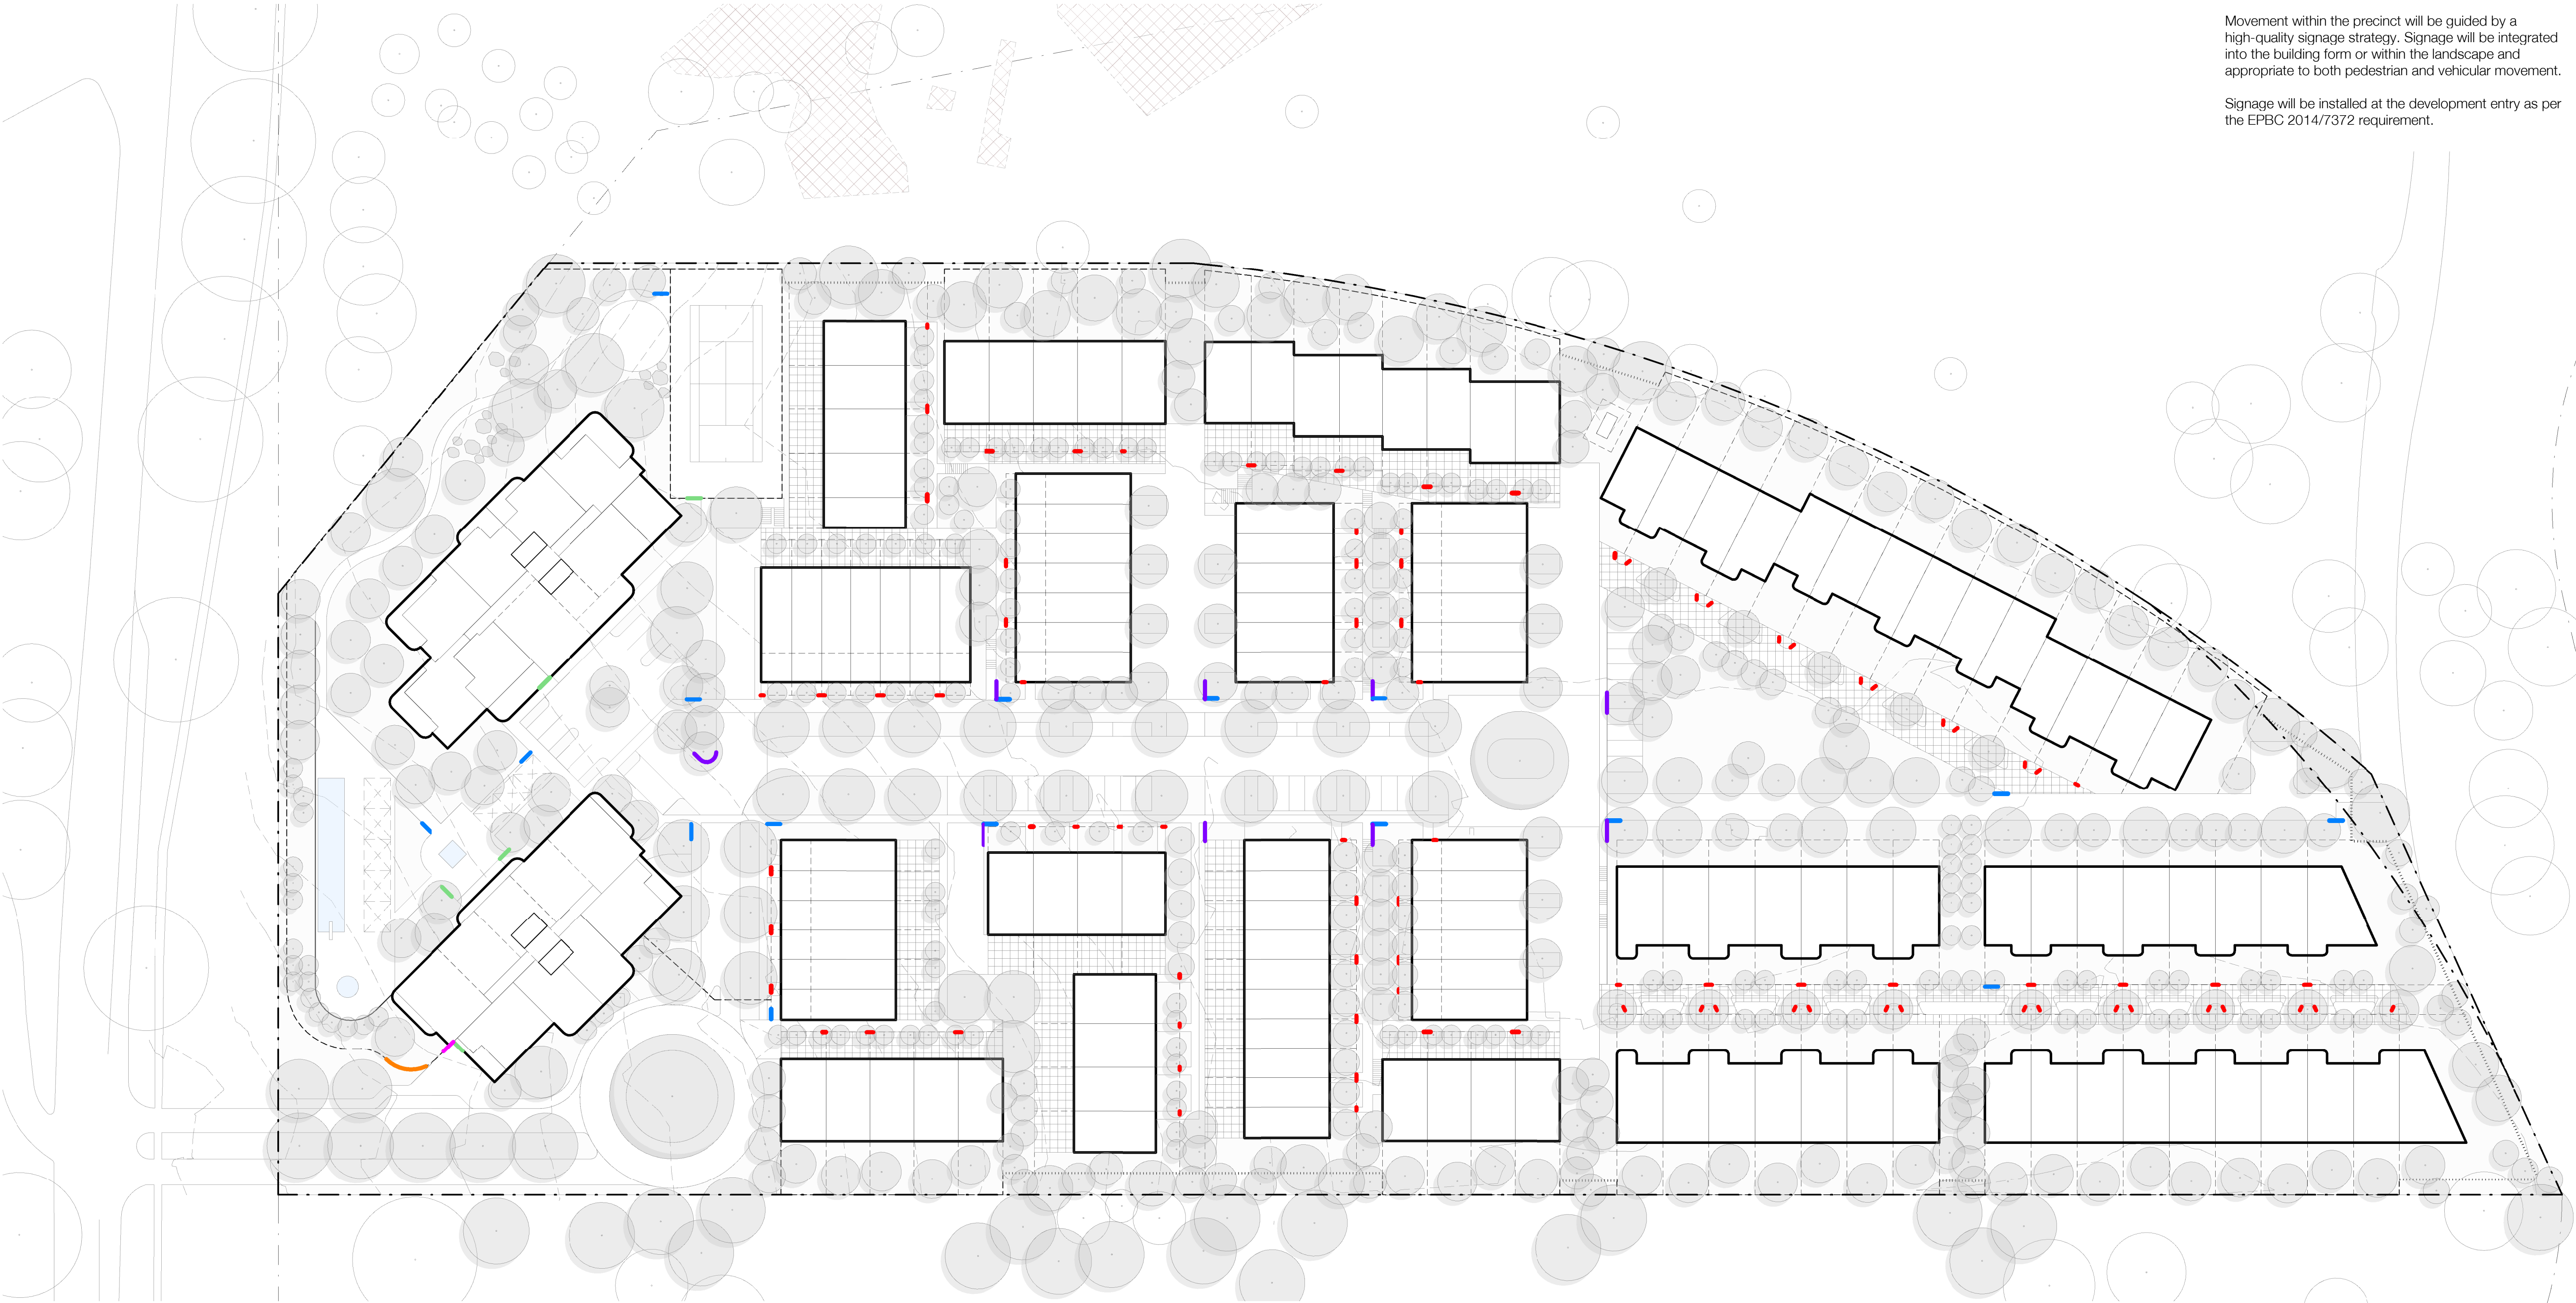 Movement within the precinct will be guided by a
high-quality signage strategy. Signage will be integrated
into the building form or within the landscape and
appropriate to both pedestrian and vehicular movement.
Signage will be installed at the development entry as per
the EPBC 2014/7372 requirement.